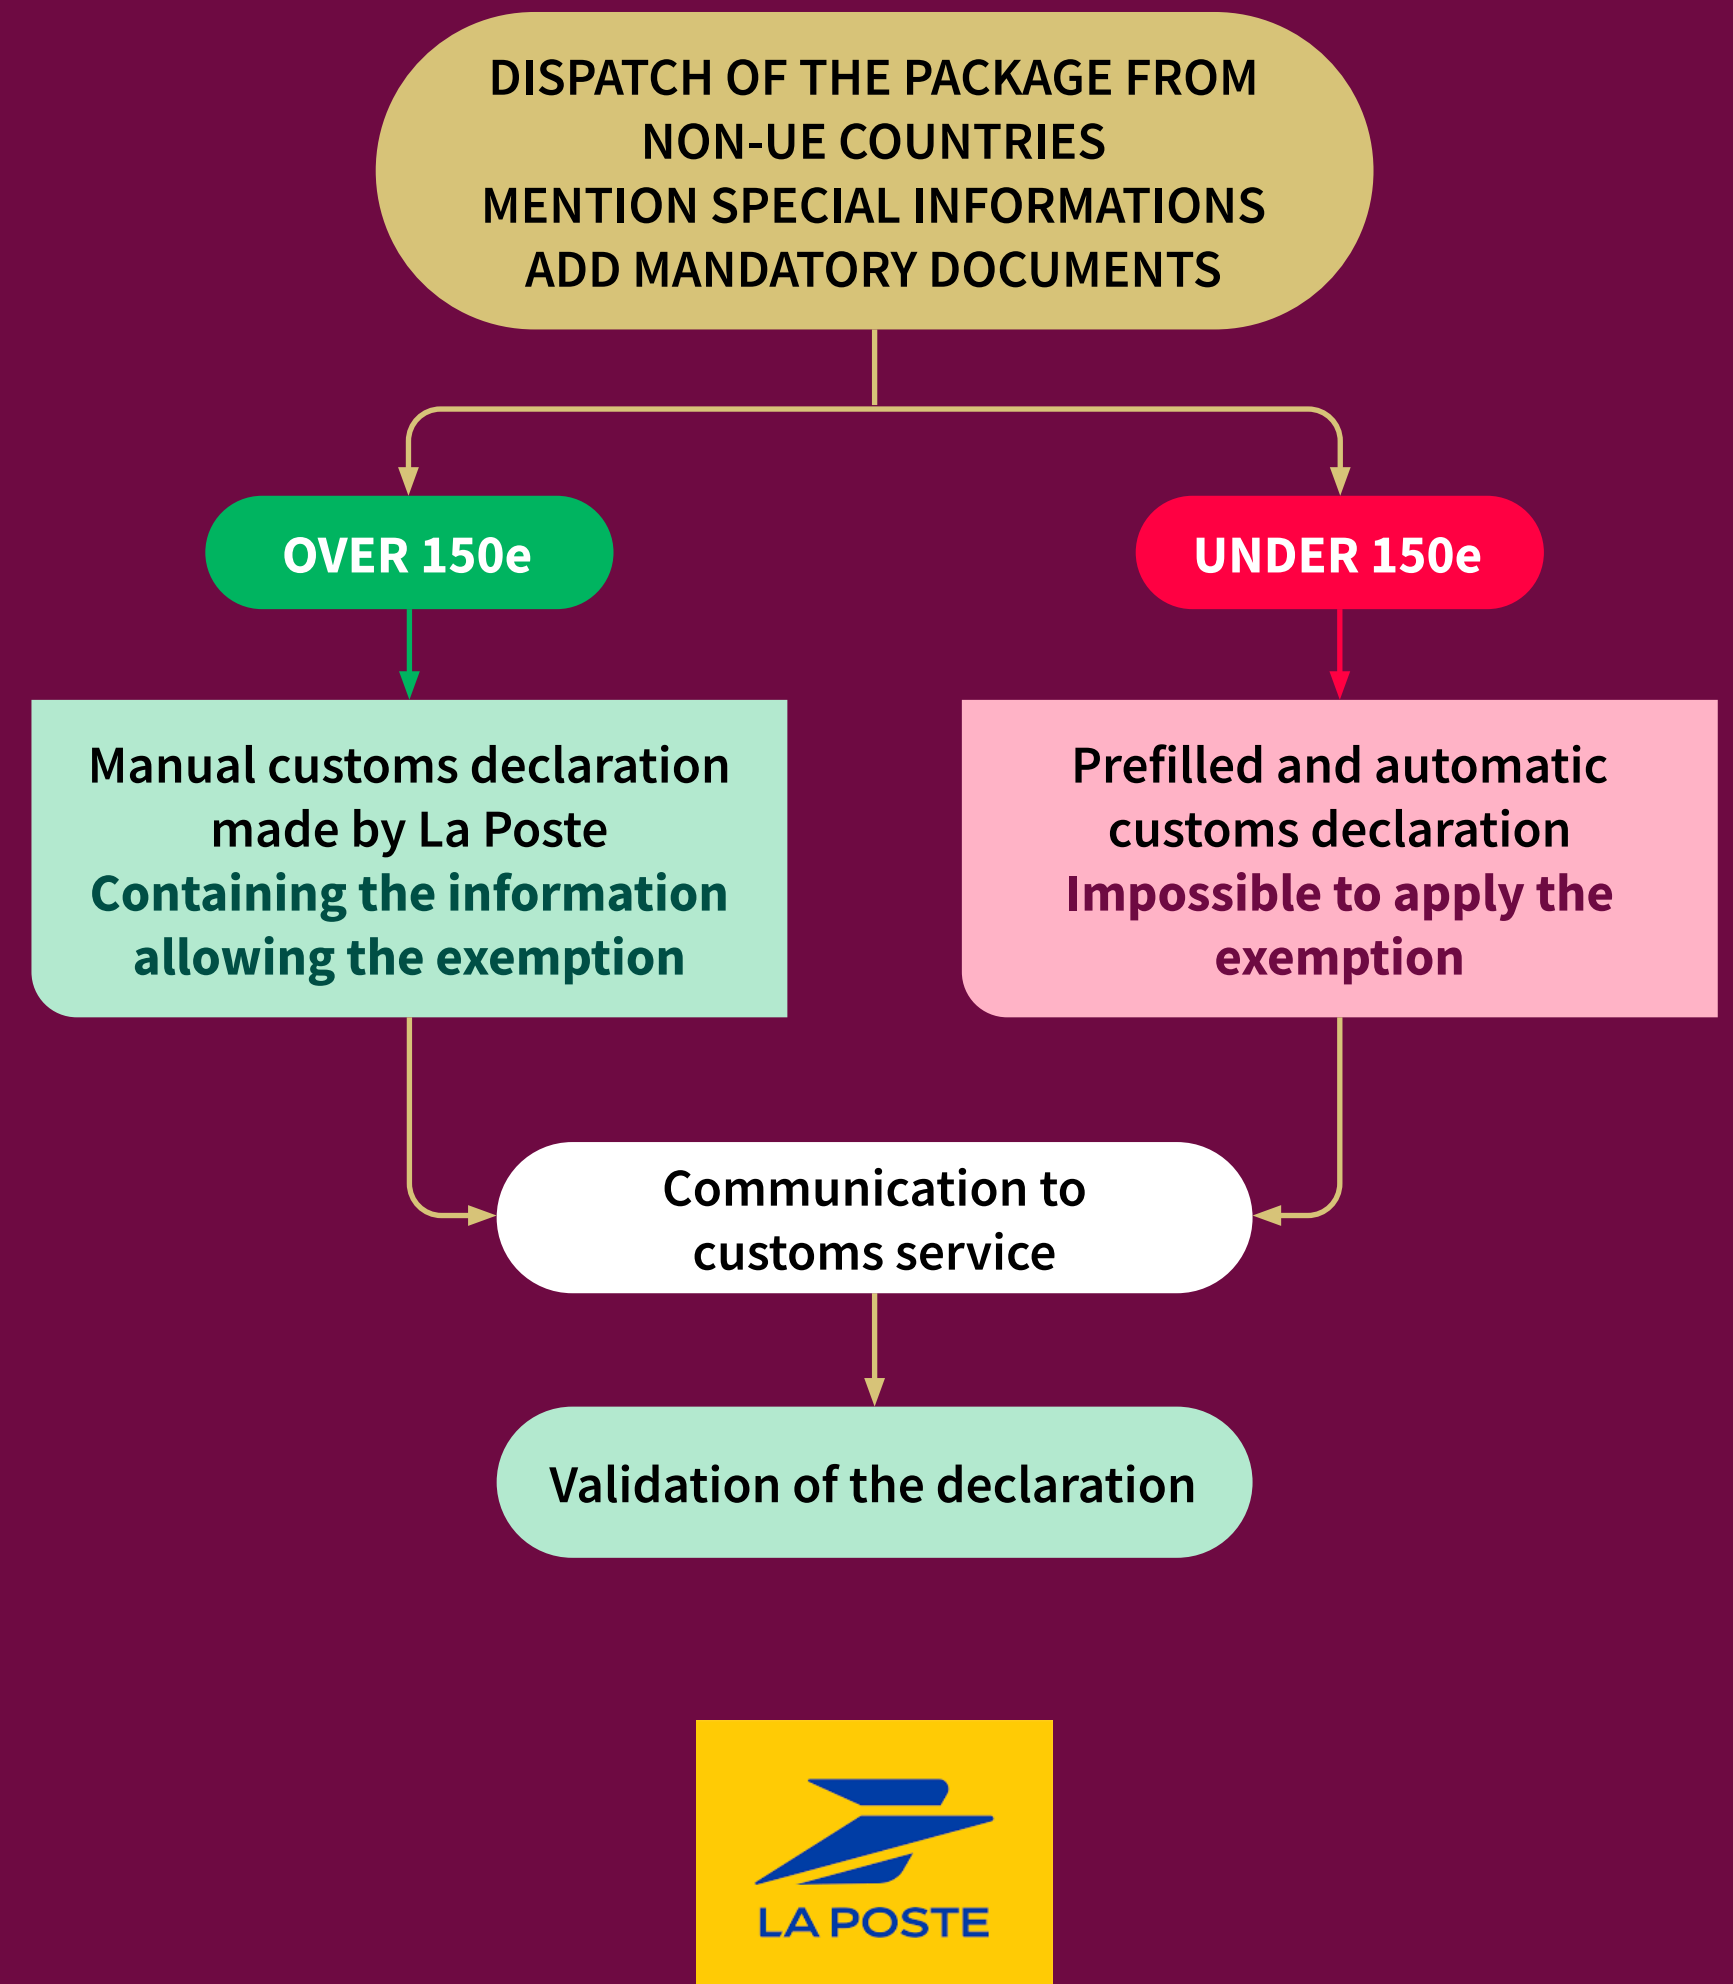 DISPATCH OF THE PACKAGE FROM
NON-UE COUNTRIES
MENTION SPECIAL INFORMATIONS
ADD MANDATORY DOCUMENTS
OVER 150e
UNDER 150e
Manual customs declaration
made by La Poste
Containing the information
allowing the exemption
Prefilled and automatic
customs declaration
Impossible to apply the
exemption
Communication to
customs service
Validation of the declaration
LA POSTE